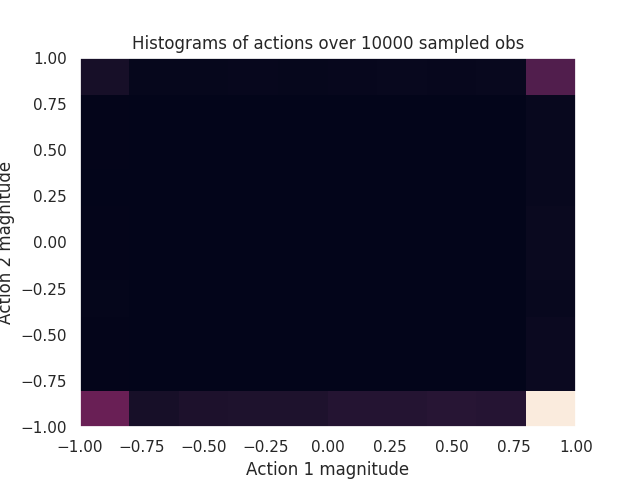 Histograms of actions over 10000 sampled obs
1.00
0.75
0.50
0.25
0.00
−0.25
−0.50
−0.75
−1.00
Action 2 magnitude
−1.00 −0.75 −0.50 −0.25 0.00 0.25 0.50 0.75 1.00
Action 1 magnitude